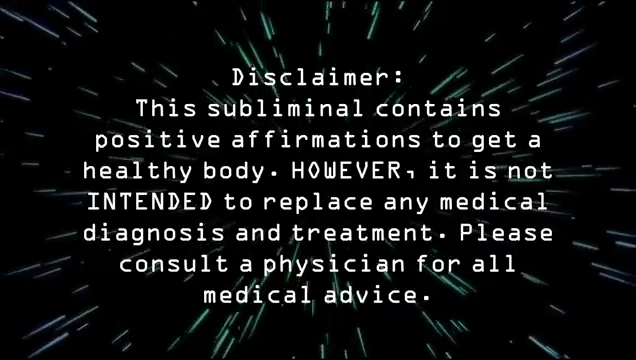 Disclaimer:
This subliminal contains
positive affirmations to get a
healthy body. HOWEVER, it is not
INTENDED to replace any medical
diagnosis and treatment. Please
consult a physician for all
medical advice.